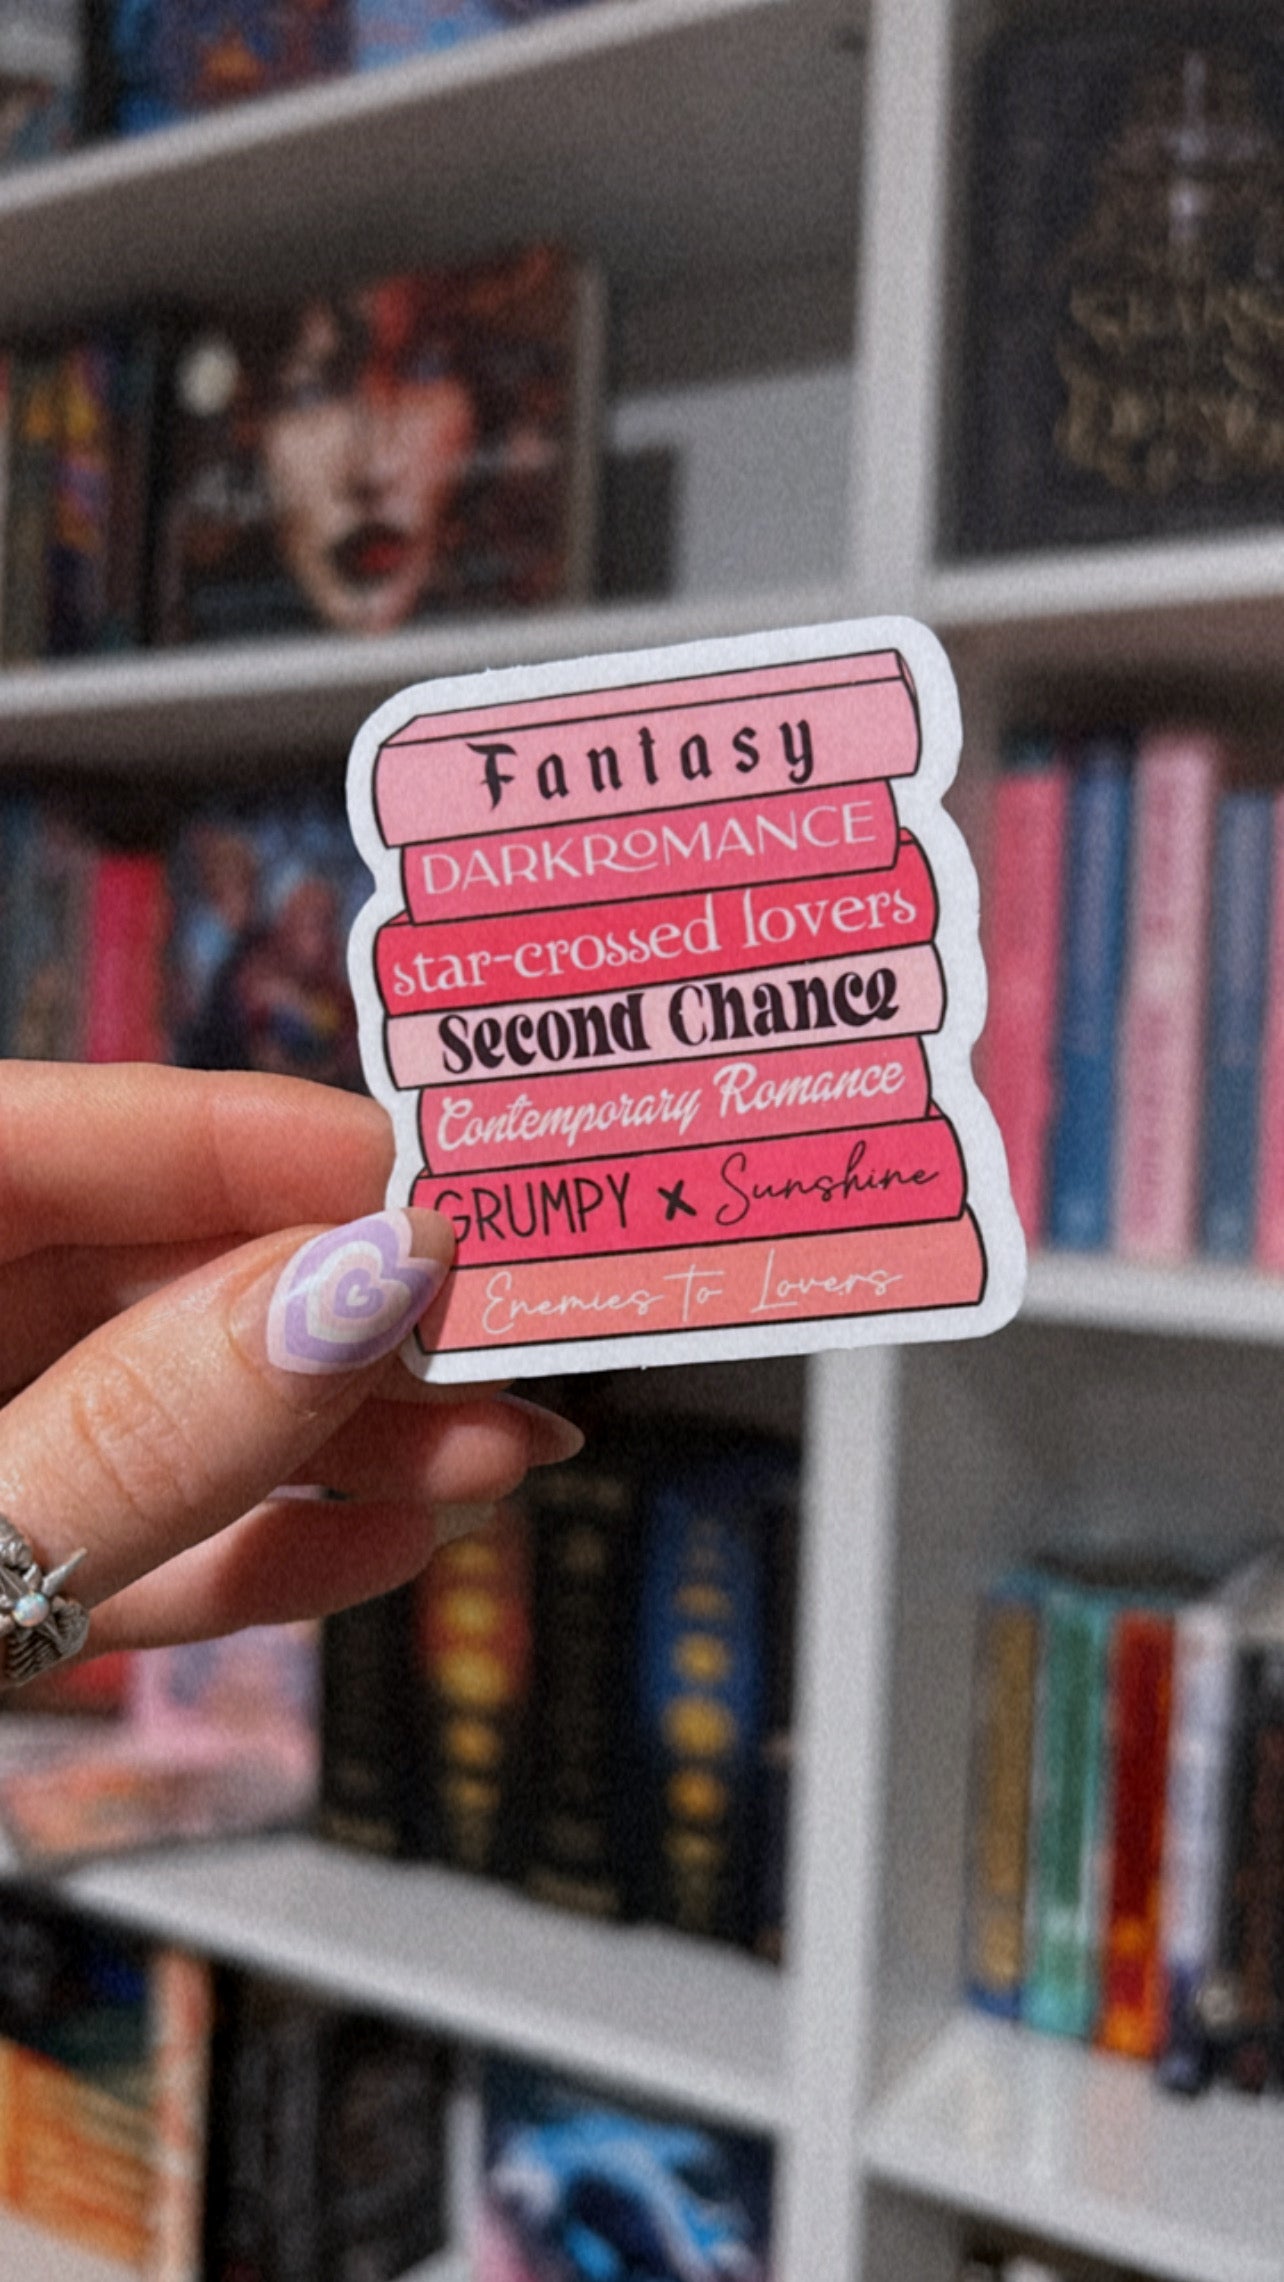 Fantasy
DARKROMANCE
star-crossed lovers
Second Chance
Contemporary Romance
GRUMPY x Sunshine
Enemies To Lovers